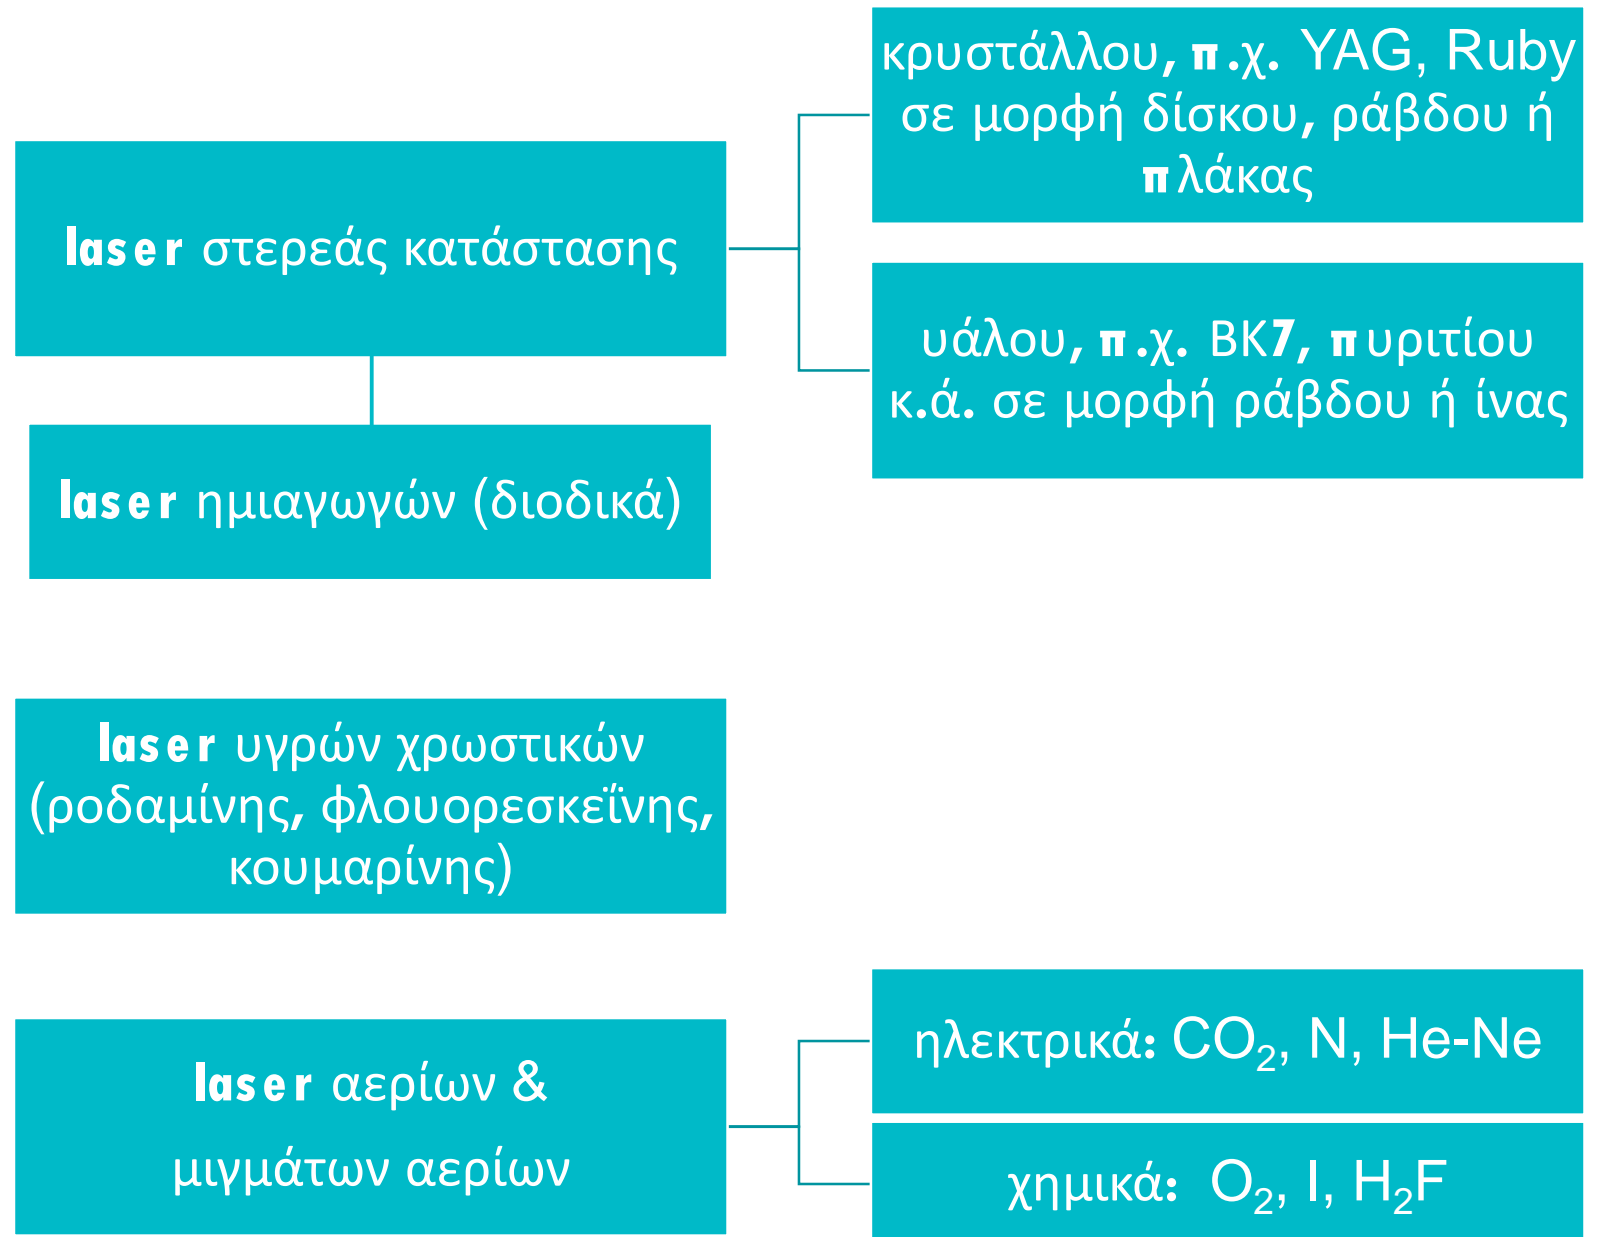 laser στερεάς κατάστασης
κρυστάλλου, π.χ. YAG, Ruby
σε μορφή δίσκου, ράβδου ή
πλάκας
υάλου, π.χ. BK7, πυριτίου
κ.ά. σε μορφή ράβδου ή ίνας
laser ημιαγωγών (διοδικά)
laser υγρών χρωστικών
(ροδαμίνης, φλουορεσκεΐνης,
κουμαρίνης)
laser αερίων &
μιγμάτων αερίων
ηλεκτρικά: CO₂, N, He-Ne
χημικά: O₂, I, H₂F